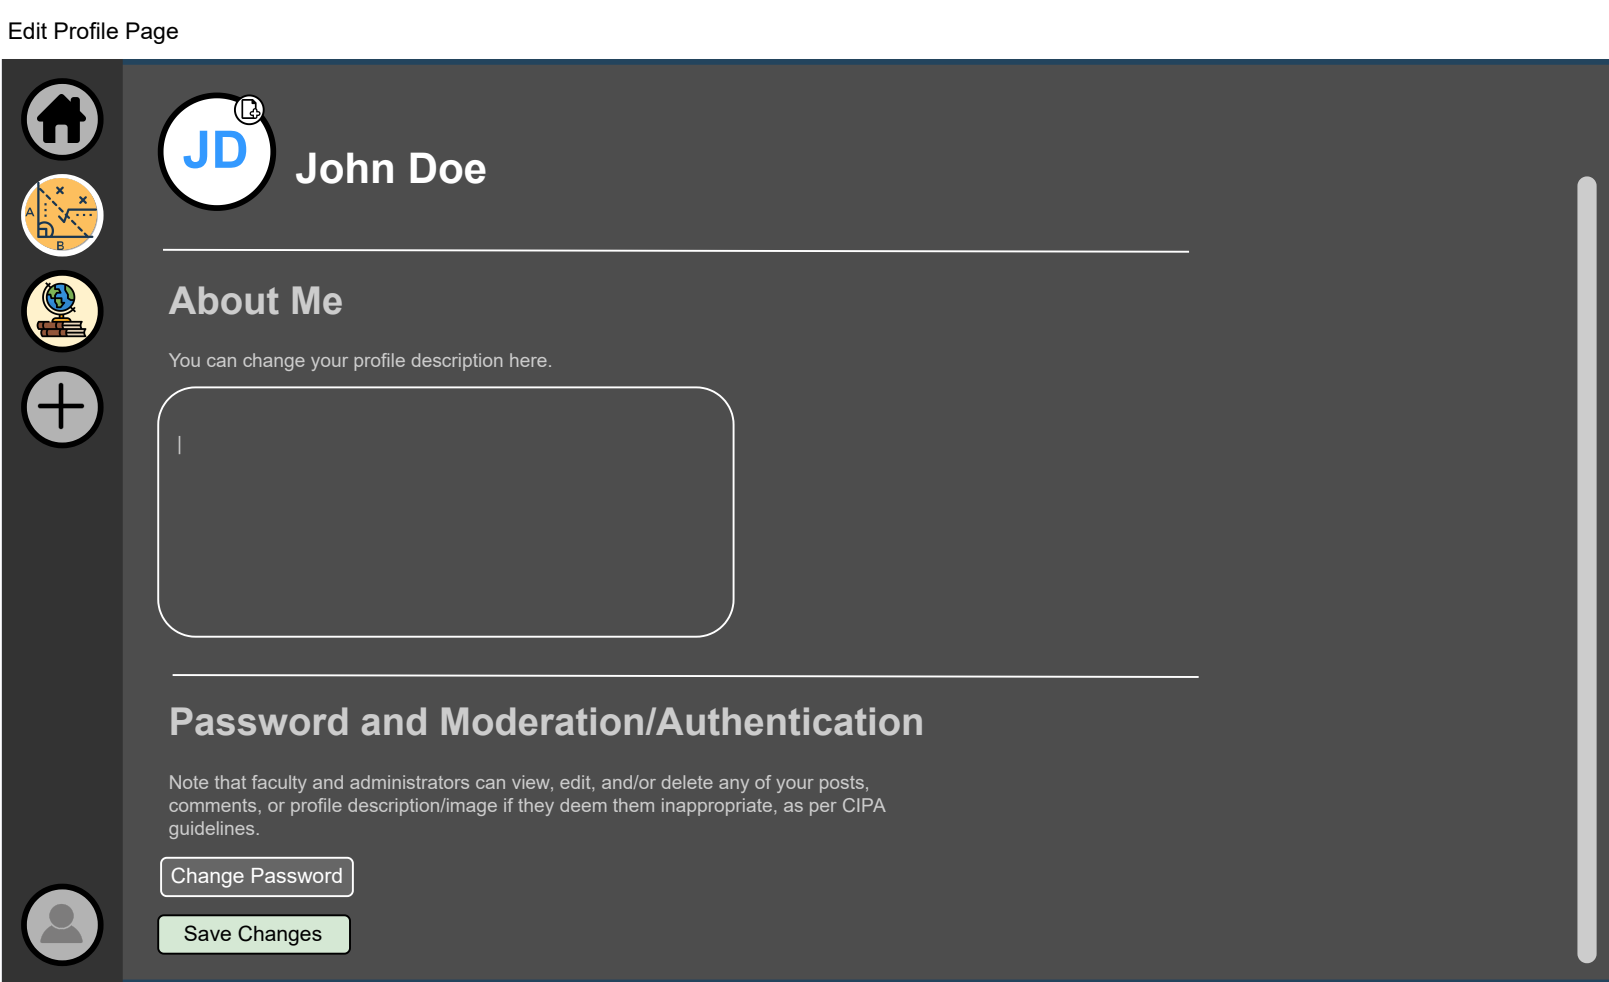 Edit Profile Page
JD
John Doe
A
B
About Me
You can change your profile description here.
Password and Moderation/Authentication
Note that faculty and administrators can view, edit, and/or delete any of your posts,
comments, or profile description/image if they deem them inappropriate, as per CIPA
guidelines.
Change Password
Save Changes